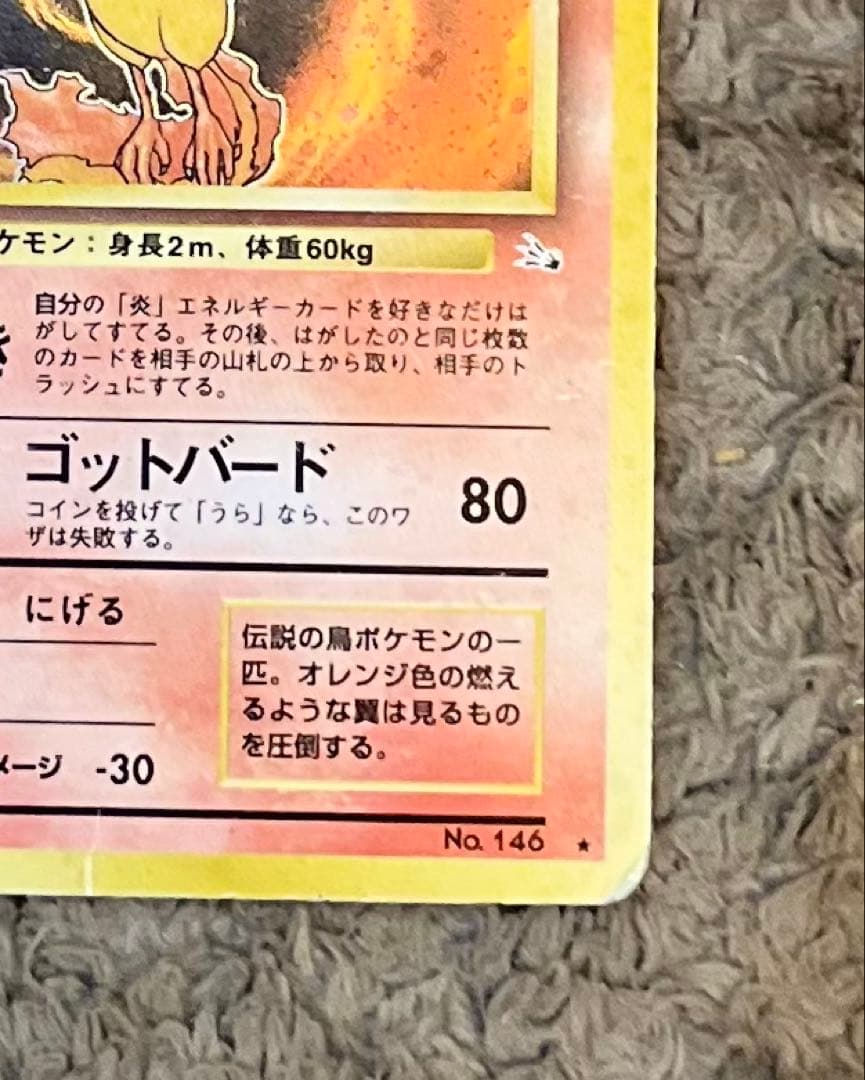 ケモン：身長2m、体重60kg
自分の「炎」エネルギーカードを好きなだけは
がしてすてる。その後、はがしたのと同じ枚数
のカードを相手の山札の上から取り、相手のト
ラッシュにすてる。
ゴットバード
80
コインを投げて「うら」なら、このワ
ザは失敗する。
にげる
伝説の鳥ポケモンの一
匹。オレンジ色の燃え
るような翼は見るもの
を圧倒する。
メージ -30
No. 146 ★